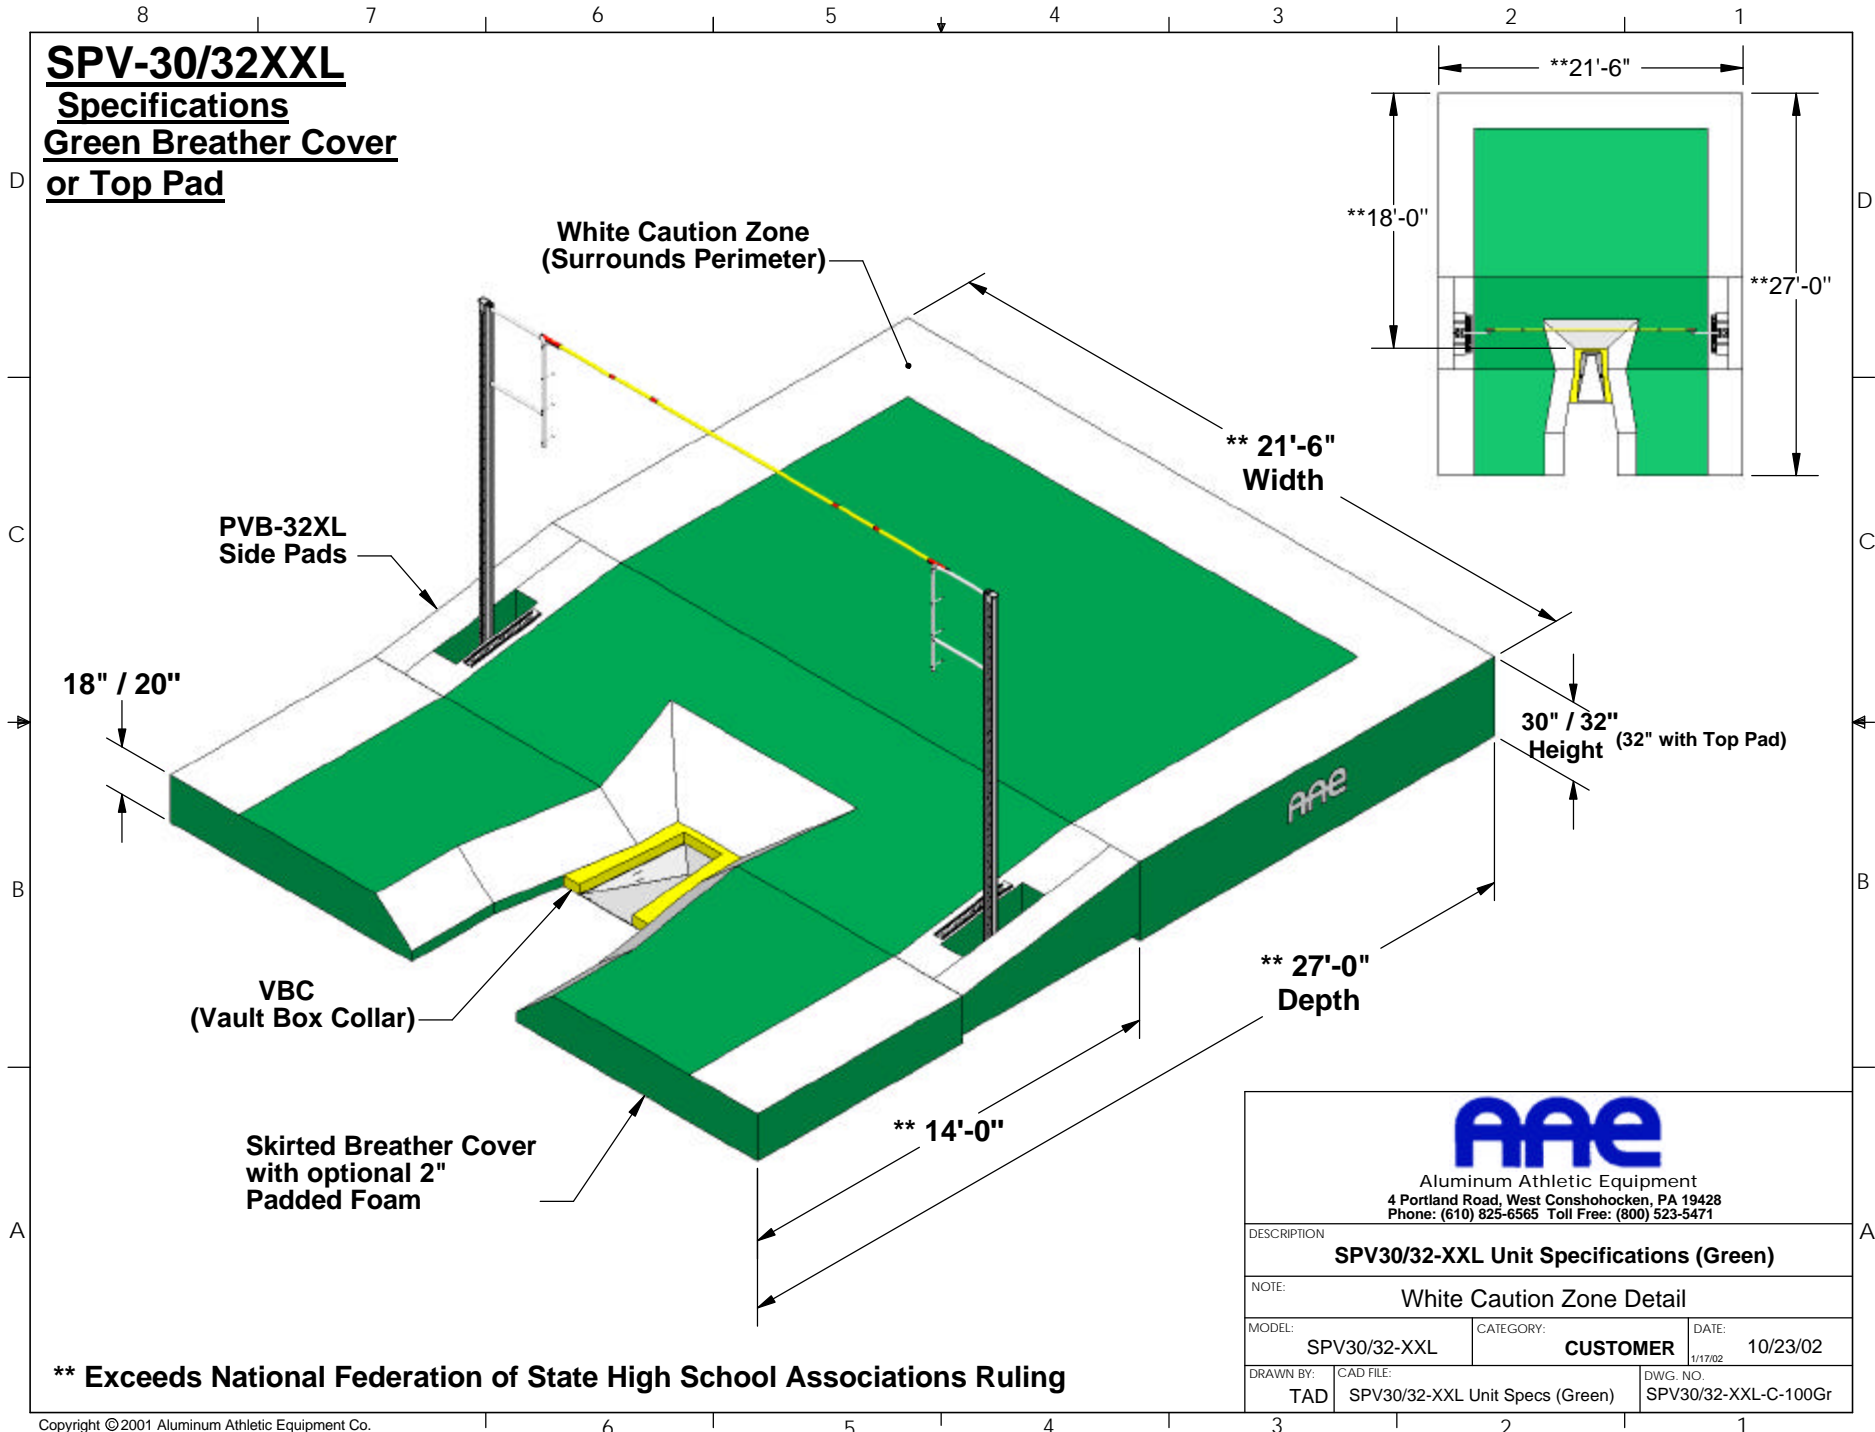 8 7 6 5 4 3 2 1
SPV-30/32XXL
Specifications
Green Breather Cover
or Top Pad
**21'-6"
**18'-0"
**27'-0"
D
D
White Caution Zone
(Surrounds Perimeter)
** 21'-6"
Width
C
C
PVB-32XL
Side Pads
18" / 20"
30" / 32"
Height
(32" with Top Pad)
AAE
B
B
VBC
(Vault Box Collar)
** 27'-0"
Depth
** 14'-0"
Skirted Breather Cover
with optional 2"
Padded Foam
A
A
AAE
Aluminum Athletic Equipment
4 Portland Road, West Conshohocken, PA 19428
Phone: (610) 825-6565 Toll Free: (800) 523-5471
DESCRIPTION
SPV30/32-XXL Unit Specifications (Green)
NOTE:
White Caution Zone Detail
MODEL:
SPV30/32-XXL
CATEGORY:
CUSTOMER
DATE:
1/17/02
10/23/02
DRAWN BY:
TAD
CAD FILE:
SPV30/32-XXL Unit Specs (Green)
DWG. NO.
SPV30/32-XXL-C-100Gr
** Exceeds National Federation of State High School Associations Ruling
Copyright © 2001 Aluminum Athletic Equipment Co.
6 5 4 3 2 1